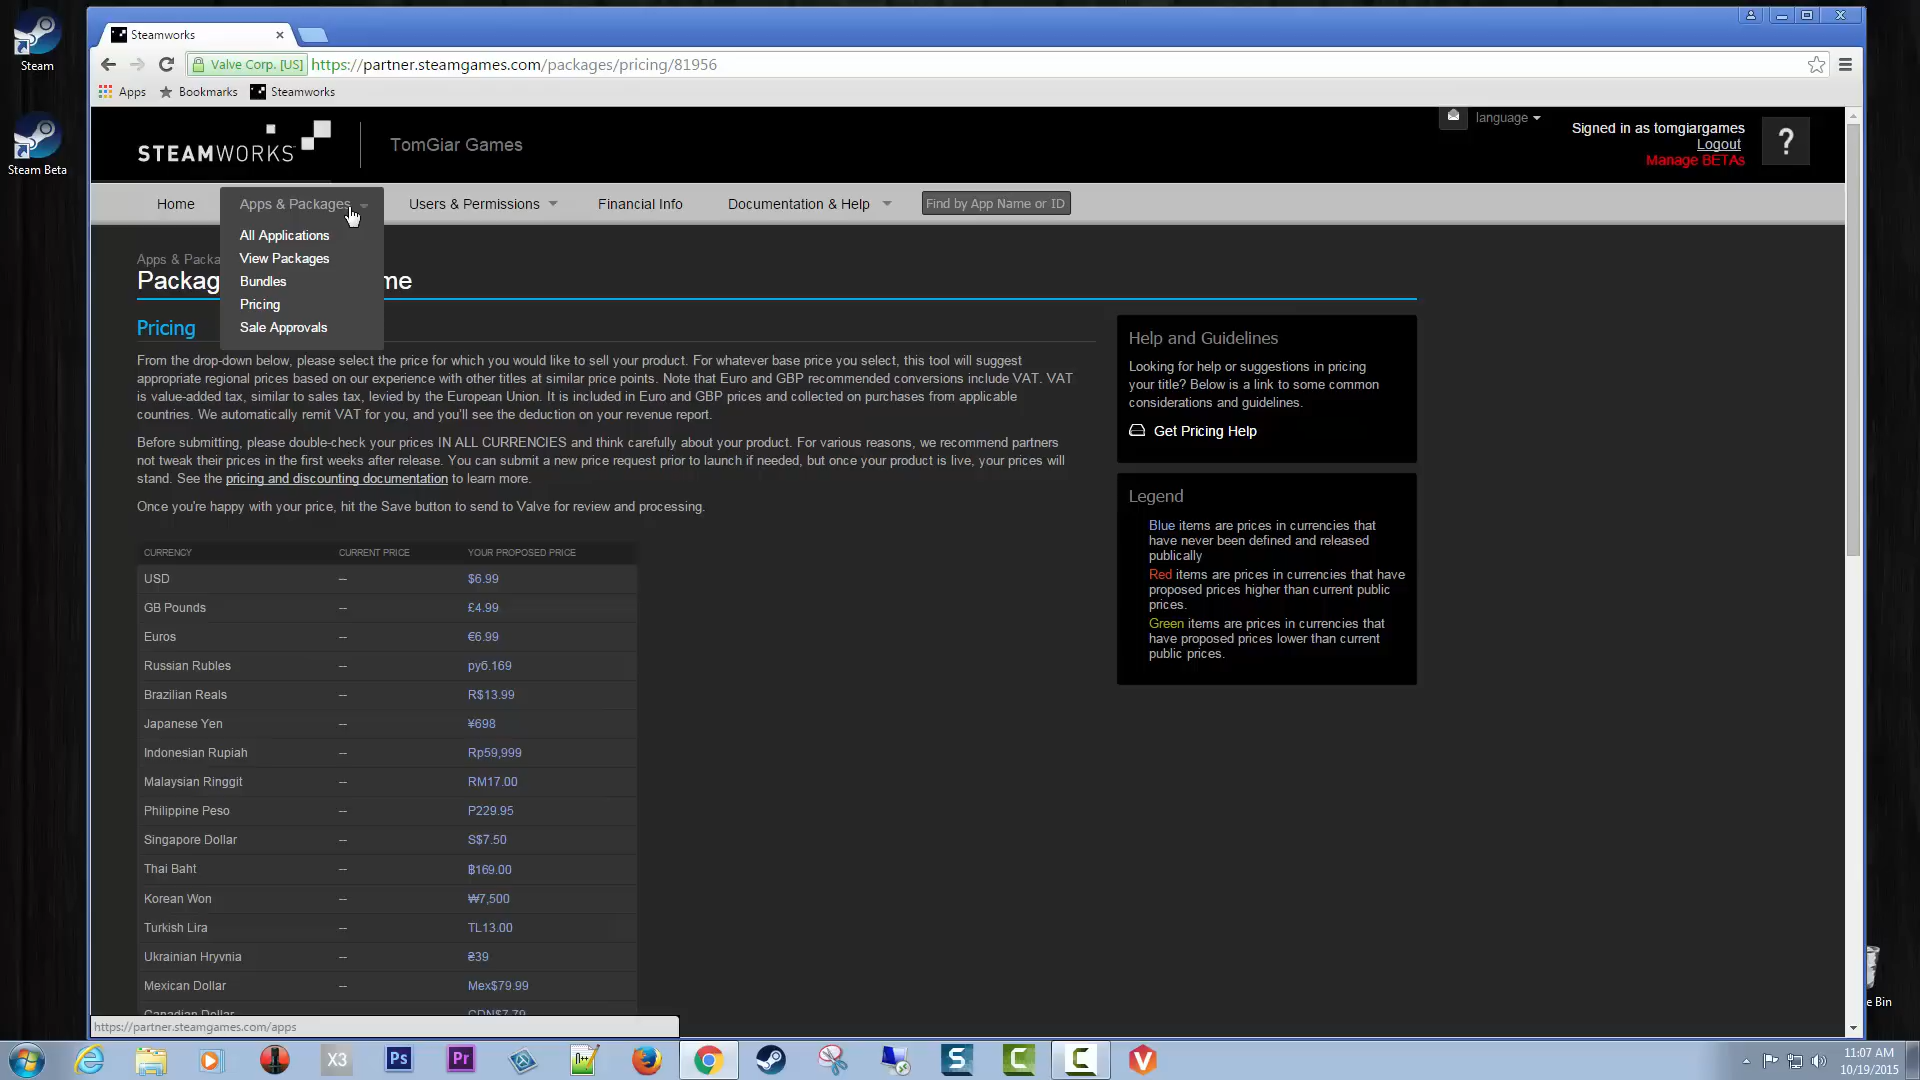 Steam
Steam Beta
Steamworks
Valve Corp. [US]
https://partner.steamgames.com/packages/pricing/81956
Apps
Bookmarks
Steamworks
STEAMWORKS
TomGiar Games
language
Signed in as tomgiargames
Logout
Manage BETAs
?
Home
Apps & Packages
Users & Permissions
Financial Info
Documentation & Help
Find by App Name or ID
All Applications
View Packages
Bundles
Pricing
Sale Approvals
Apps & Packa
Packag
me
Pricing
From the drop-down below, please select the price for which you would like to sell your product. For whatever base price you select, this tool will suggest
appropriate regional prices based on our experience with other titles at similar price points. Note that Euro and GBP recommended conversions include VAT. VAT
is value-added tax, similar to sales tax, levied by the European Union. It is included in Euro and GBP prices and collected on purchases from applicable
countries. We automatically remit VAT for you, and you'll see the deduction on your revenue report.
Before submitting, please double-check your prices IN ALL CURRENCIES and think carefully about your product. For various reasons, we recommend partners
not tweak their prices in the first weeks after release. You can submit a new price request prior to launch if needed, but once your product is live, your prices will
stand. See the pricing and discounting documentation to learn more.
Once you're happy with your price, hit the Save button to send to Valve for review and processing.
CURRENCY CURRENT PRICE YOUR PROPOSED PRICE
USD -- $6.99
GB Pounds -- £4.99
Euros -- €6.99
Russian Rubles -- pуб.169
Brazilian Reals -- R$13.99
Japanese Yen -- ¥698
Indonesian Rupiah -- Rp59,999
Malaysian Ringgit -- RM17.00
Philippine Peso -- P229.95
Singapore Dollar -- S$7.50
Thai Baht -- ฿169.00
Korean Won -- ₩7,500
Turkish Lira -- TL13.00
Ukrainian Hryvnia -- ₴39
Mexican Dollar -- Mex$79.99
Canadian Dollar -- CDN$7.79
Help and Guidelines
Looking for help or suggestions in pricing
your title? Below is a link to some common
considerations and guidelines.
Get Pricing Help
Legend
Blue items are prices in currencies that
have never been defined and released
publically
Red items are prices in currencies that have
proposed prices higher than current public
prices.
Green items are prices in currencies that
have proposed prices lower than current
public prices.
https://partner.steamgames.com/apps
e Bin
X3
Ps
Pr
S
C
C
V
11:07 AM
10/19/2015